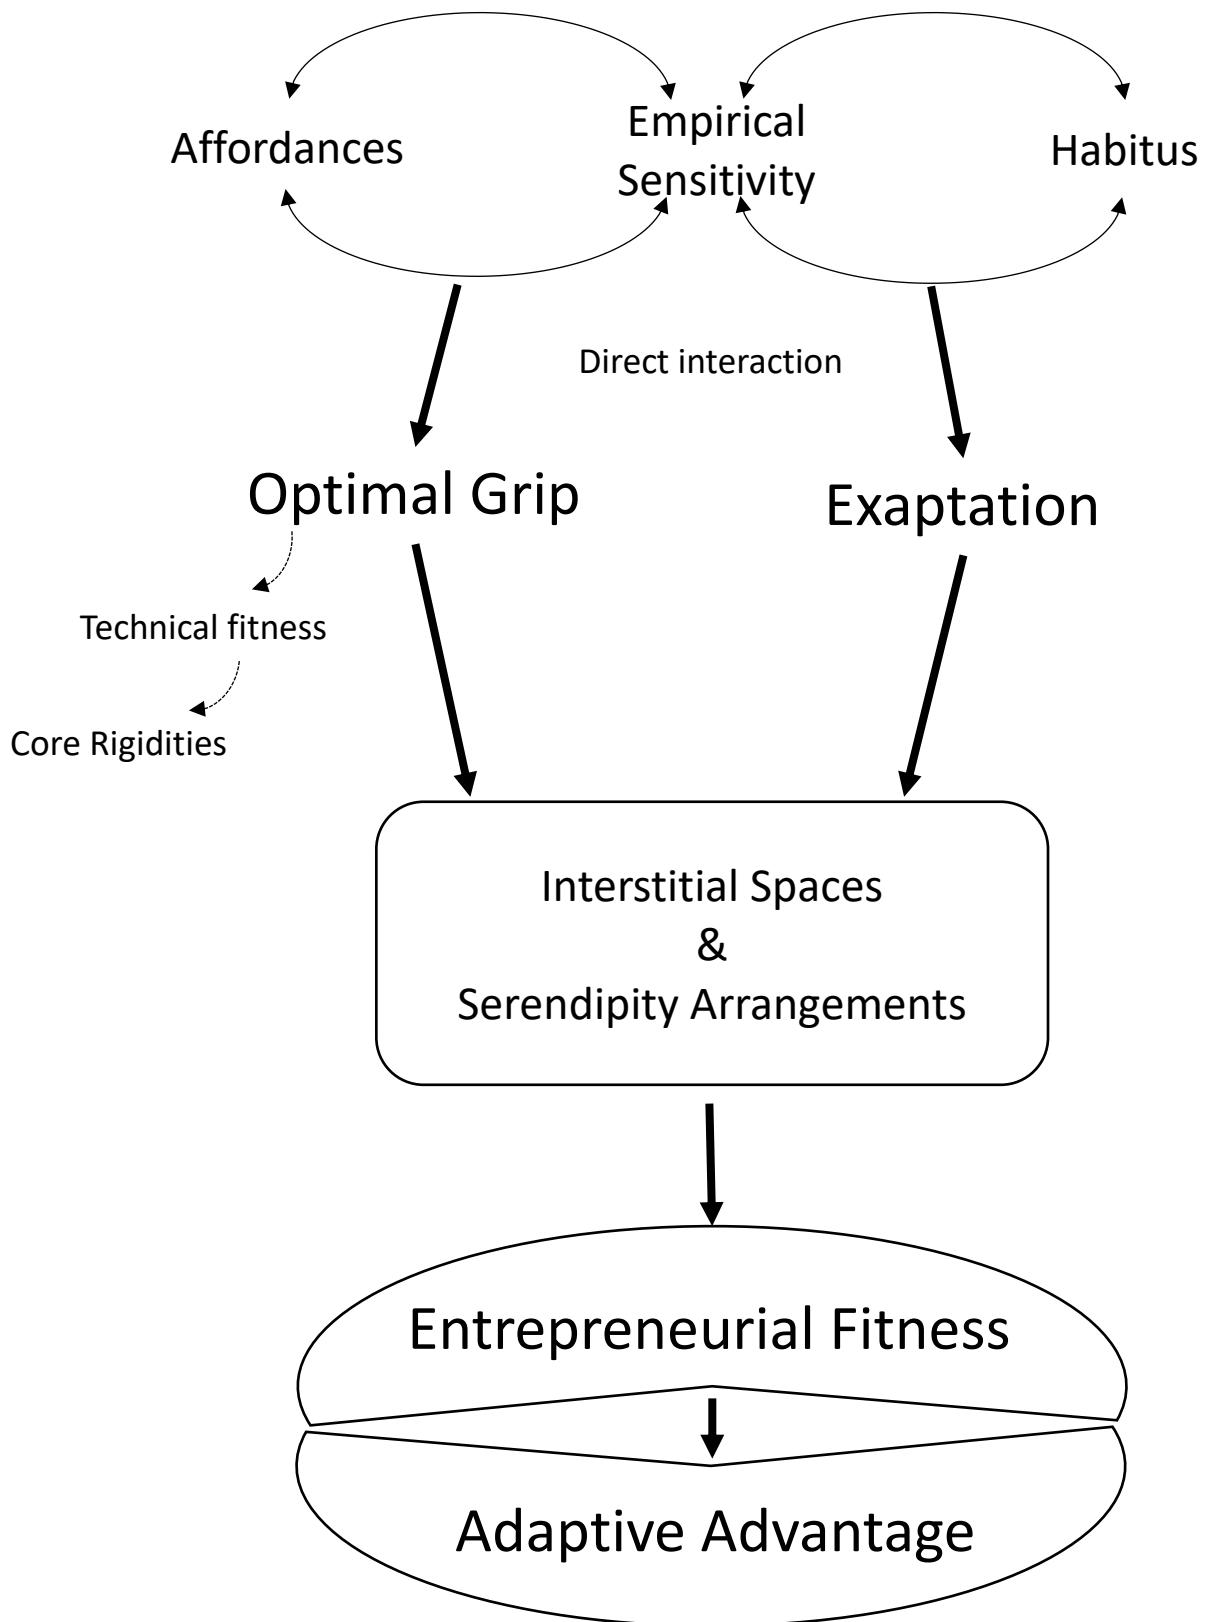 Affordances
Empirical
Sensitivity
Habitus
Direct interaction
Optimal Grip
Exaptation
Technical fitness
Core Rigidities
Interstitial Spaces
&
Serendipity Arrangements
Entrepreneurial Fitness
Adaptive Advantage